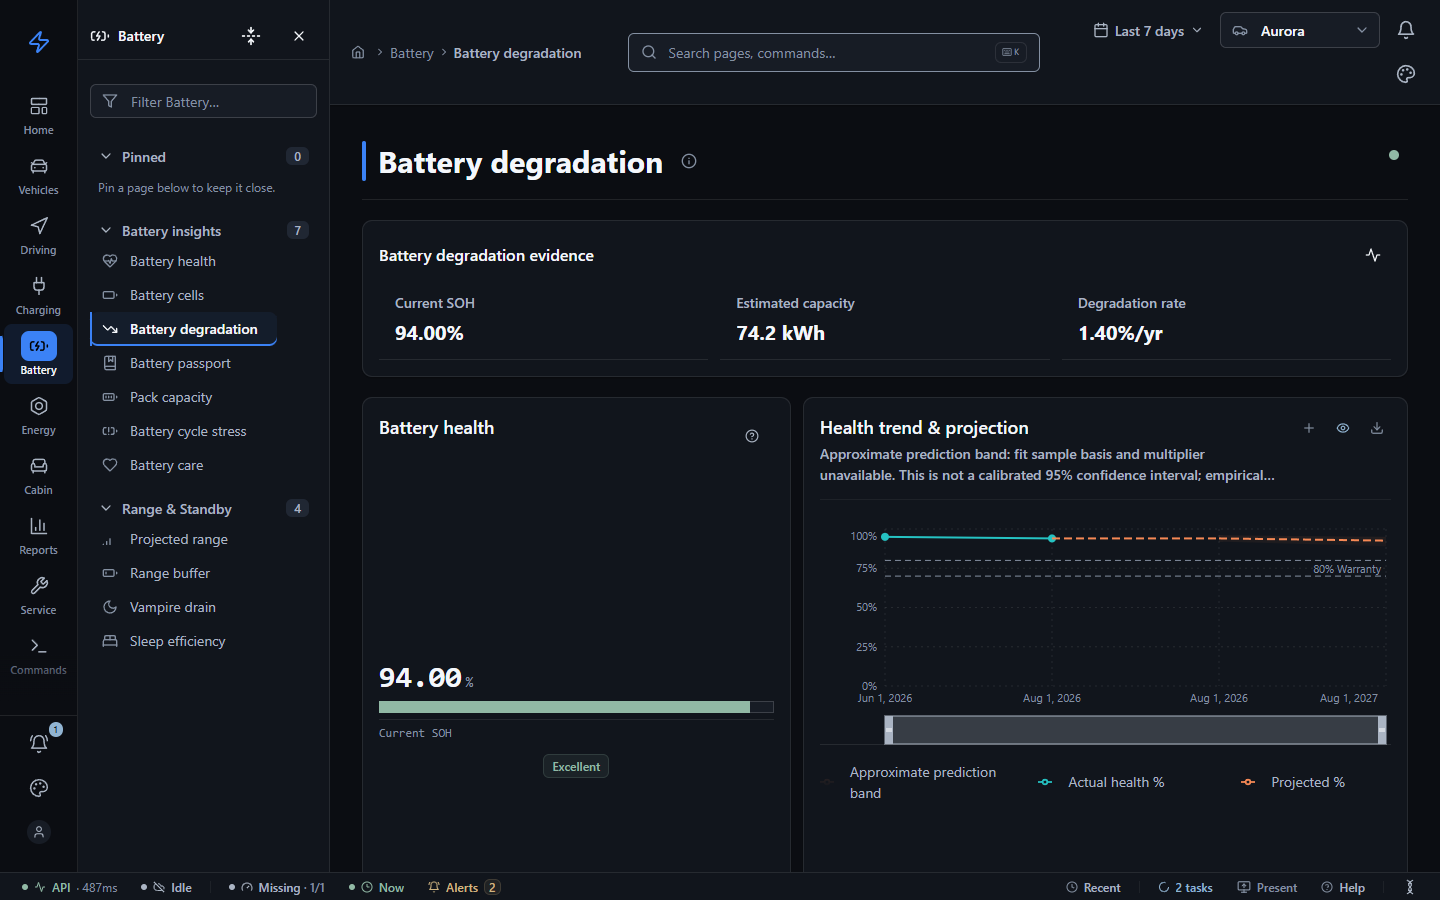 Battery
Battery
Battery degradation
Search pages, commands...
K
Last 7 days
Aurora
Home
Vehicles
Driving
Charging
Battery
Energy
Cabin
Reports
Service
Commands
1
Filter Battery...
Pinned
0
Pin a page below to keep it close.
Battery insights
7
Battery health
Battery cells
Battery degradation
Battery passport
Pack capacity
Battery cycle stress
Battery care
Range & Standby
4
Projected range
Range buffer
Vampire drain
Sleep efficiency
Battery degradation
Battery degradation evidence
Current SOH
94.00%
Estimated capacity
74.2 kWh
Degradation rate
1.40%/yr
Battery health
94.00 %
Current SOH
Excellent
Health trend & projection
Approximate prediction band: fit sample basis and multiplier
unavailable. This is not a calibrated 95% confidence interval; empirical...
100%
75%
50%
25%
0%
80% Warranty
Jun 1, 2026
Aug 1, 2026
Aug 1, 2026
Aug 1, 2027
Approximate prediction
band
Actual health %
Projected %
API · 487ms
Idle
Missing · 1/1
Now
Alerts 2
Recent
2 tasks
Present
Help